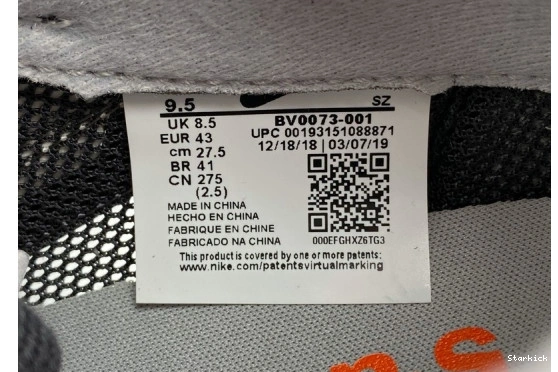 9.5 SZ
UK 8.5 BV0073-001
EUR 43 UPC 00193151088871
cm 27.5 12/18/18 | 03/07/19
BR 41
CN 275
(2.5)
MADE IN CHINA
HECHO EN CHINA
FABRIQUE EN CHINE
FABRICADO NA CHINA 000EFGHXZ6TG3
This product is covered by one or more patents:
www.nike.com/patentsvirtualmarking
Starkick